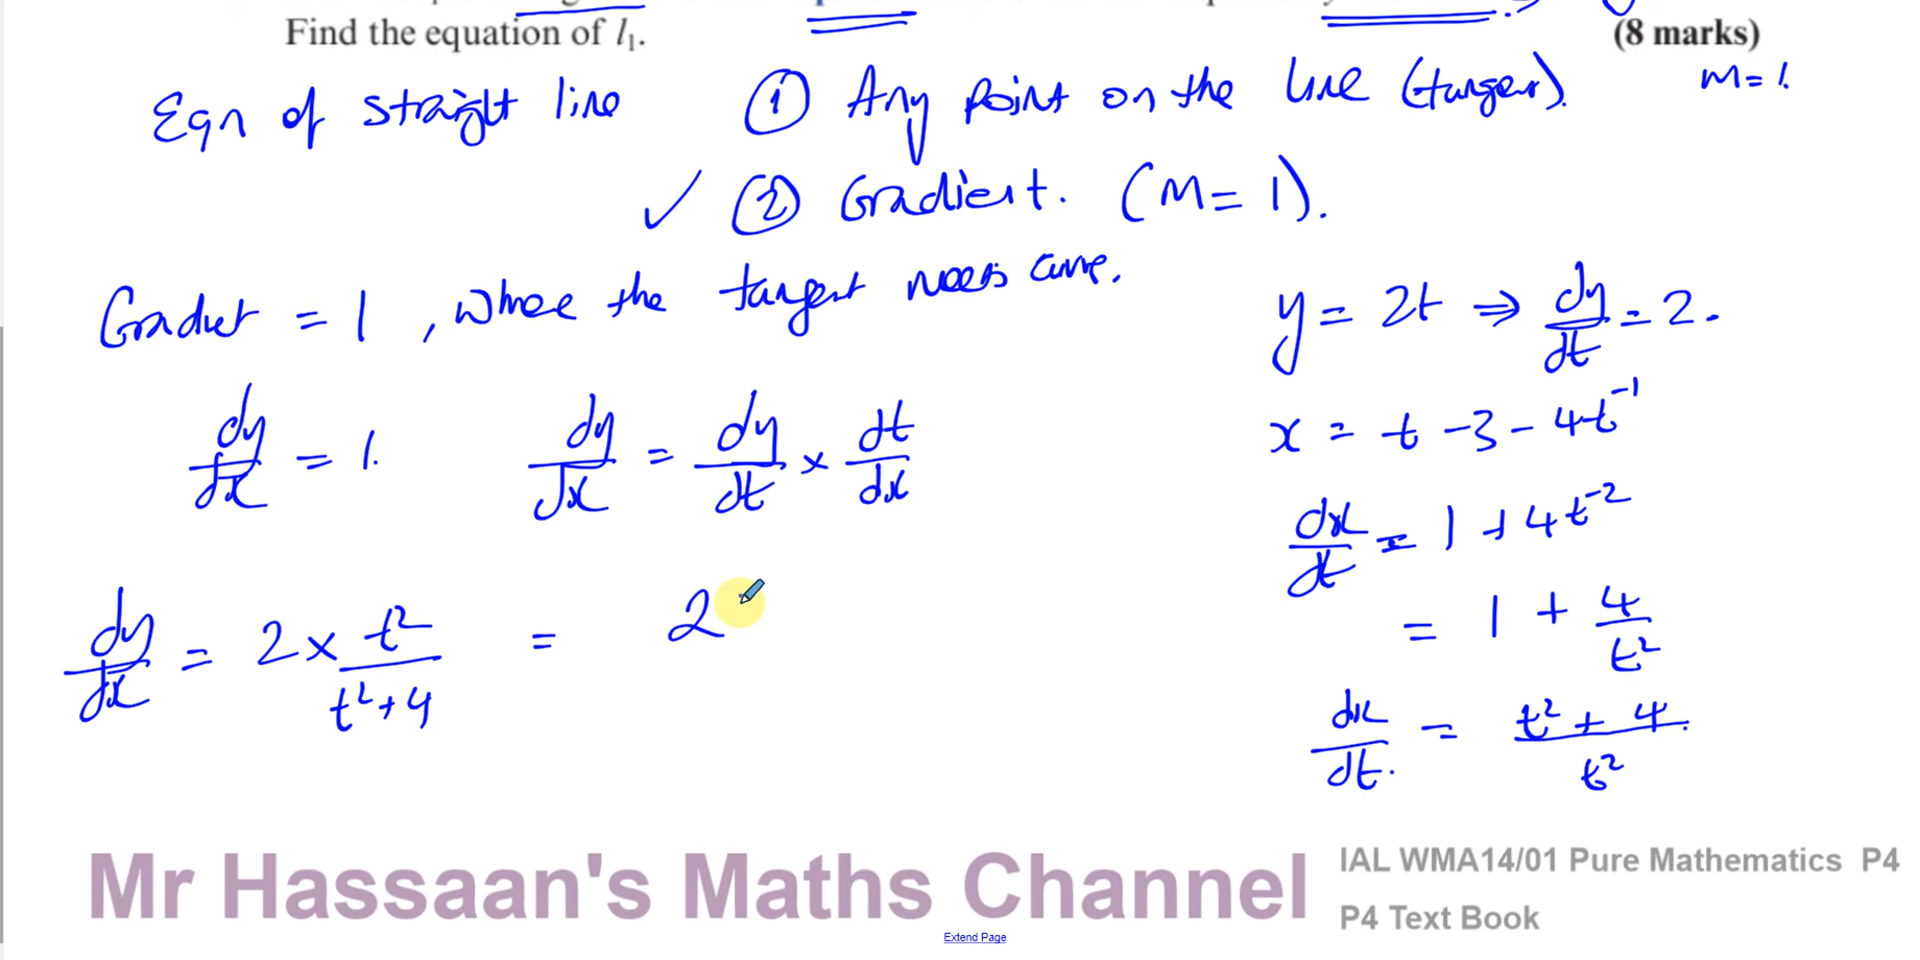 Find the equation of l₁.
(8 marks)
m = 1.
Eqn of straight line ① Any Point on the line (tangent).
✓ ② Gradient. (m = 1).
Gradient = 1, where the tangent meets curve.
y = 2t ⇒ dy/dt = 2.
dy/dx = 1. dy/dx = dy/dt × dt/dx
x = t - 3 - 4t⁻¹
dx/dt = 1 + 4t⁻²
= 1 + 4/t²
dy/dx = 2 × t²/t²+4 = 2
dx/dt. = t² + 4/t²
Mr Hassaan's Maths Channel
IAL WMA14/01 Pure Mathematics P4
P4 Text Book
Extend Page